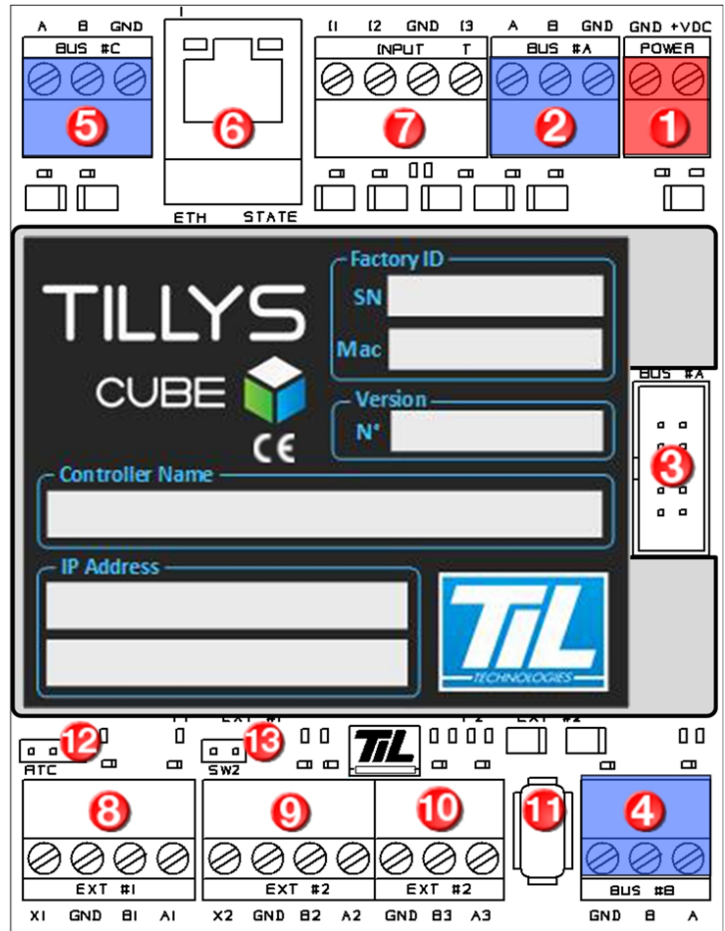 A B GND
BUS #C
5
6
ETH STATE
I1 I2 GND I3
INPUT T
7
A B GND
BUS #A
2
GND +VDC
POWER
1
TILLYS
CUBE
CE
Factory ID
SN
Mac
Version
N°
Controller Name
IP Address
TiL
TECHNOLOGIES
BUS #A
3
EXT #1
EXT #2
12
RTC
13
SW2
TiL
8
EXT #1
X1 GND B1 A1
9
EXT #2
X2 GND B2 A2
10
EXT #2
GND B3 A3
11
4
BUS #B
GND B A